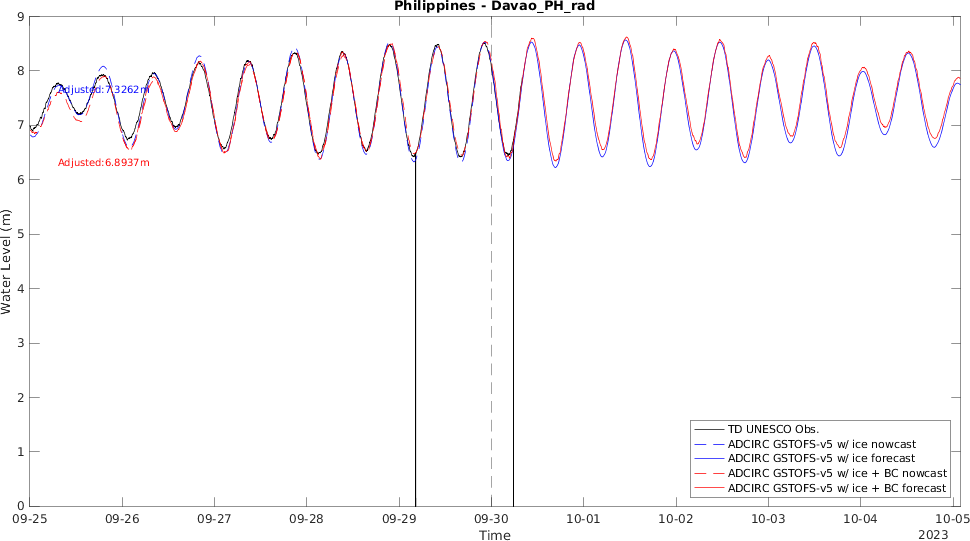 Philippines - Davao_PH_rad
9
8
7
6
5
4
3
2
1
0
Water Level (m)
Adjusted:7.3262m
Adjusted:6.8937m
TD UNESCO Obs.
ADCIRC GSTOFS-v5 w/ ice nowcast
ADCIRC GSTOFS-v5 w/ ice forecast
ADCIRC GSTOFS-v5 w/ ice + BC nowcast
ADCIRC GSTOFS-v5 w/ ice + BC forecast
09-25 09-26 09-27 09-28 09-29 09-30 10-01 10-02 10-03 10-04 10-05
Time
2023